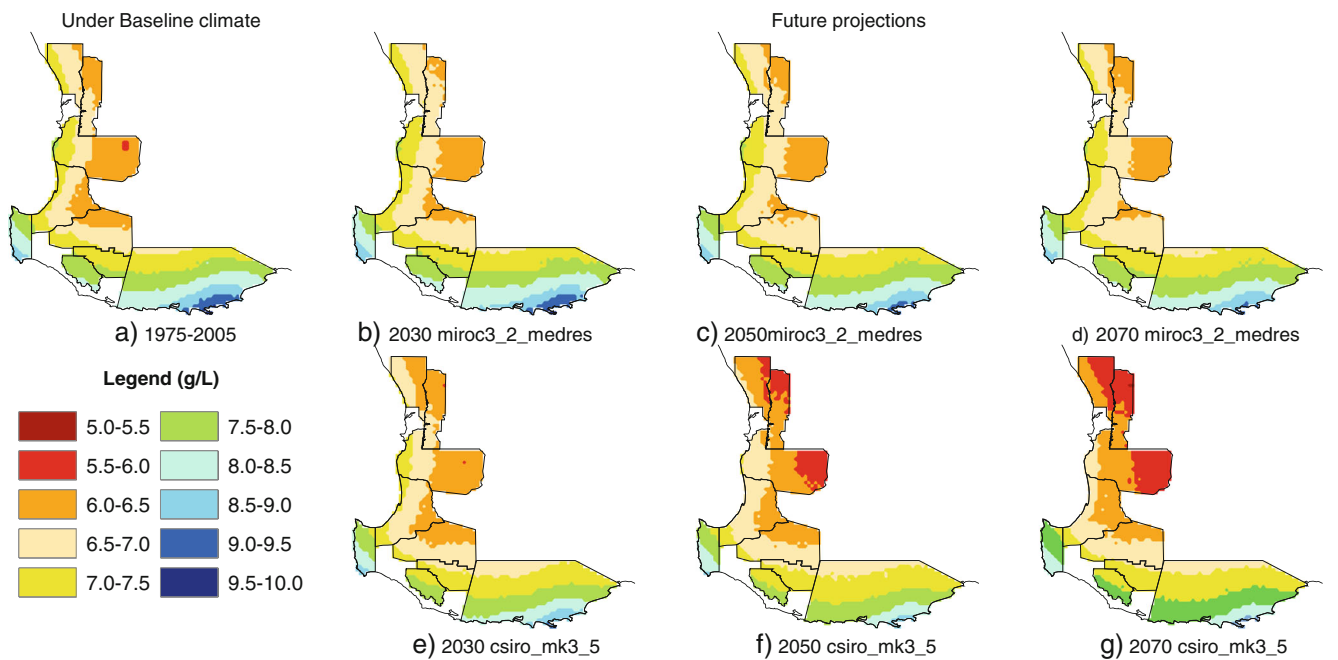 Under Baseline climate
Future projections
a) 1975-2005
b) 2030 miroc3_2_medres
c) 2050miroc3_2_medres
d) 2070 miroc3_2_medres
Legend (g/L)
5.0-5.5
7.5-8.0
5.5-6.0
8.0-8.5
6.0-6.5
8.5-9.0
6.5-7.0
9.0-9.5
7.0-7.5
9.5-10.0
e) 2030 csiro_mk3_5
f) 2050 csiro_mk3_5
g) 2070 csiro_mk3_5